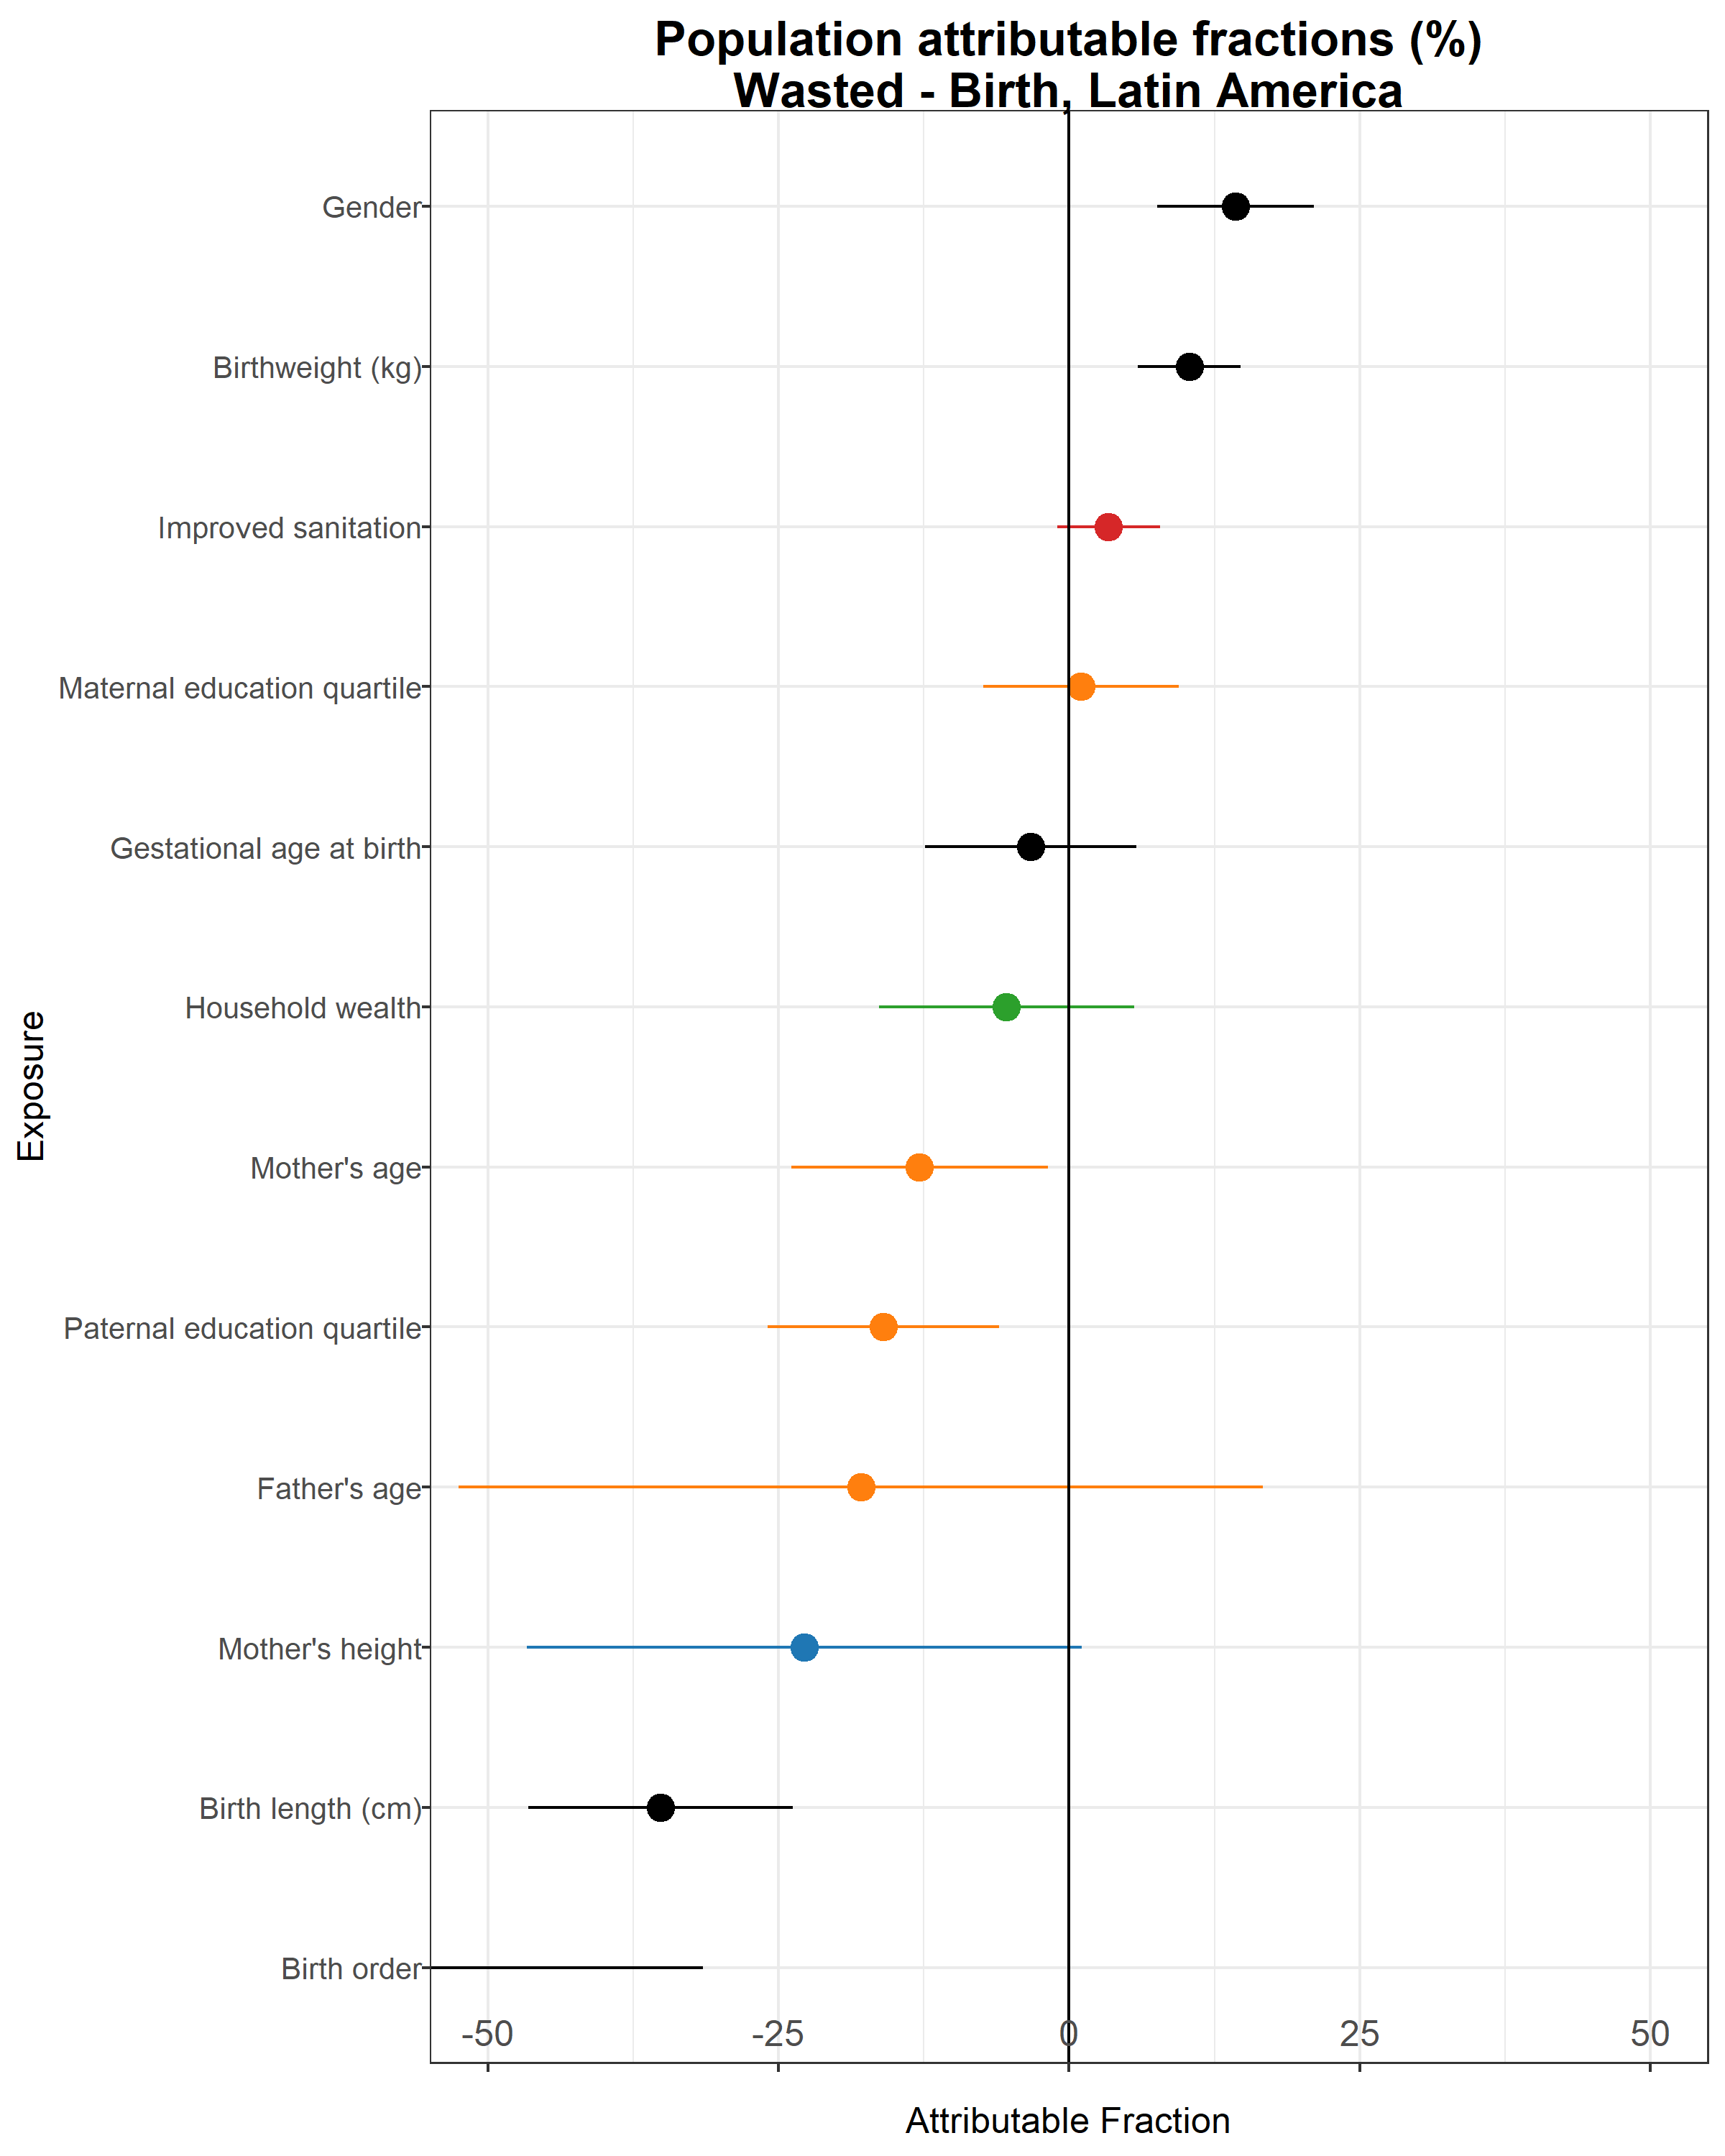 Population attributable fractions (%)
Wasted - Birth, Latin America
Gender
Birthweight (kg)
Improved sanitation
Maternal education quartile
Gestational age at birth
Household wealth
Mother's age
Paternal education quartile
Father's age
Mother's height
Birth length (cm)
Birth order
Exposure
-50 -25 0 25 50
Attributable Fraction